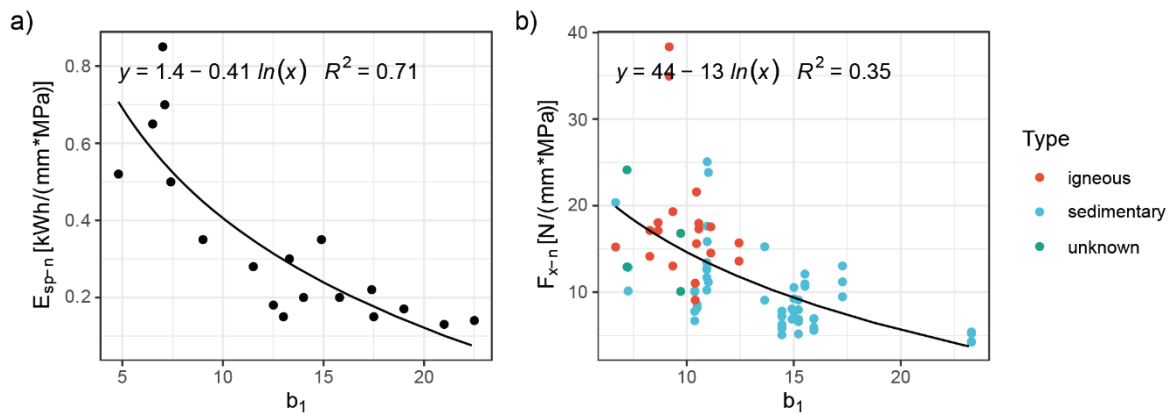 a)
y = 1.4 − 0.41 ln(x) R² = 0.71
E_sp−n [kWh/(mm*MPa)]
0.8
0.6
0.4
0.2
5 10 15 20
b₁
b)
y = 44 − 13 ln(x) R² = 0.35
F_x−n [N/(mm*MPa)]
40
30
20
10
10 15 20
b₁
Type
igneous
sedimentary
unknown